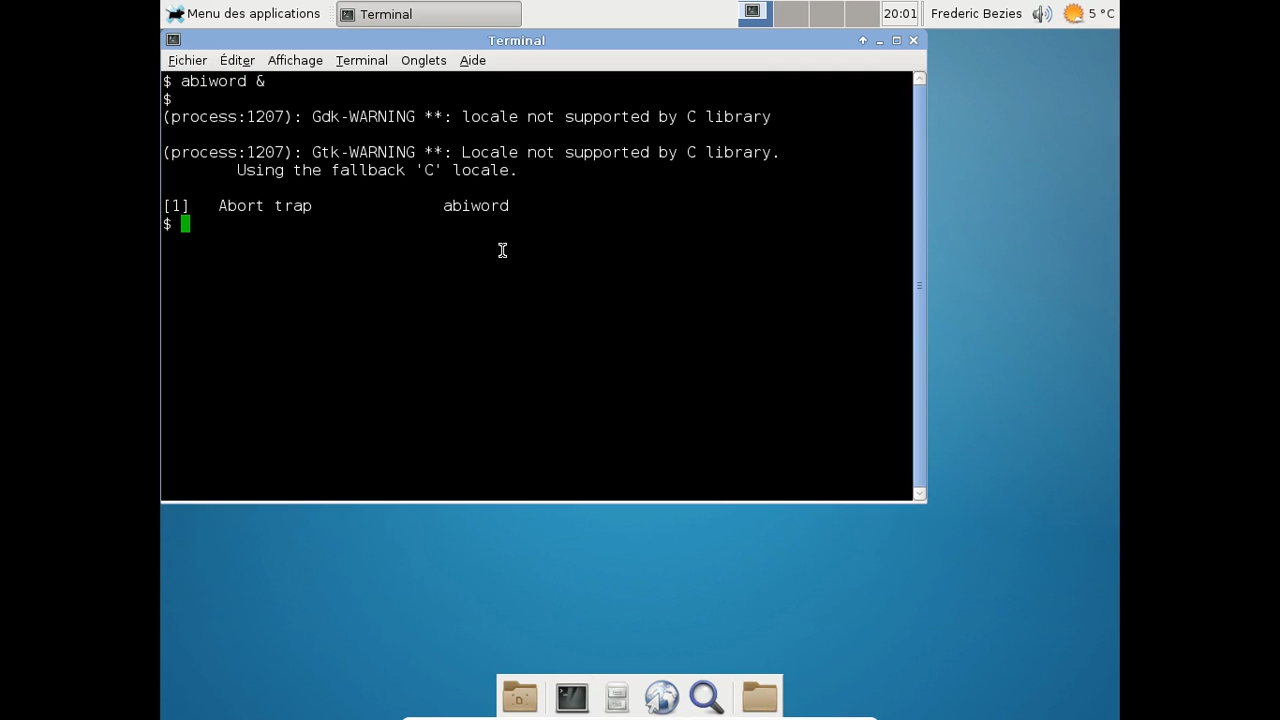 Menu des applications
Terminal
20:01
Frederic Bezies
5 °C
Terminal
Fichier Éditer Affichage Terminal Onglets Aide
$ abiword &
$
(process:1207): Gdk-WARNING **: locale not supported by C library
(process:1207): Gtk-WARNING **: Locale not supported by C library.
Using the fallback 'C' locale.
[1] Abort trap abiword
$